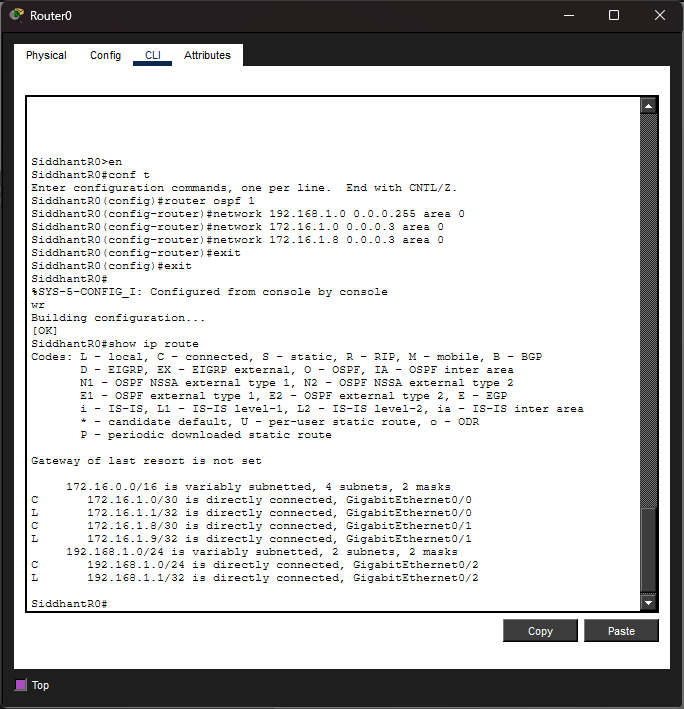 Router0
Physical Config CLI Attributes
SiddhantR0>en
SiddhantR0#conf t
Enter configuration commands, one per line.  End with CNTL/Z.
SiddhantR0(config)#router ospf 1
SiddhantR0(config-router)#network 192.168.1.0 0.0.0.255 area 0
SiddhantR0(config-router)#network 172.16.1.0 0.0.0.3 area 0
SiddhantR0(config-router)#network 172.16.1.8 0.0.0.3 area 0
SiddhantR0(config-router)#exit
SiddhantR0(config)#exit
SiddhantR0#
%SYS-5-CONFIG_I: Configured from console by console
wr
Building configuration...
[OK]
SiddhantR0#show ip route
Codes: L - local, C - connected, S - static, R - RIP, M - mobile, B - BGP
       D - EIGRP, EX - EIGRP external, O - OSPF, IA - OSPF inter area
       N1 - OSPF NSSA external type 1, N2 - OSPF NSSA external type 2
       E1 - OSPF external type 1, E2 - OSPF external type 2, E - EGP
       i - IS-IS, L1 - IS-IS level-1, L2 - IS-IS level-2, ia - IS-IS inter area
       * - candidate default, U - per-user static route, o - ODR
       P - periodic downloaded static route
Gateway of last resort is not set
     172.16.0.0/16 is variably subnetted, 4 subnets, 2 masks
C       172.16.1.0/30 is directly connected, GigabitEthernet0/0
L       172.16.1.1/32 is directly connected, GigabitEthernet0/0
C       172.16.1.8/30 is directly connected, GigabitEthernet0/1
L       172.16.1.9/32 is directly connected, GigabitEthernet0/1
     192.168.1.0/24 is variably subnetted, 2 subnets, 2 masks
C       192.168.1.0/24 is directly connected, GigabitEthernet0/2
L       192.168.1.1/32 is directly connected, GigabitEthernet0/2
SiddhantR0#
Copy Paste
Top